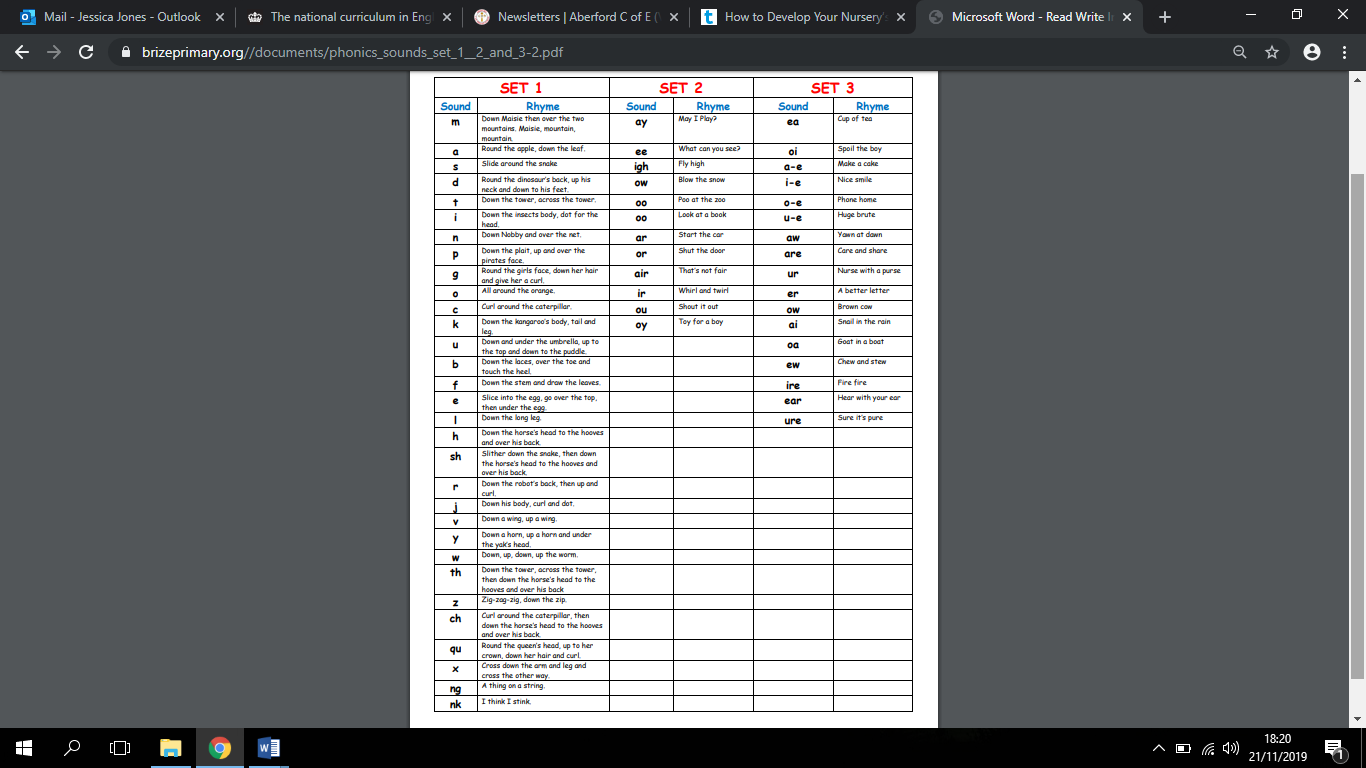 Mail - Jessica Jones - Outlook
The national curriculum in Eng
Newsletters | Aberford C of E (
How to Develop Your Nursery's
Microsoft Word - Read Write I
brizeprimary.org//documents/phonics_sounds_set_1__2_and_3-2.pdf
SET 1 SET 2 SET 3
Sound Rhyme Sound Rhyme Sound Rhyme
m Down Maisie then over the two ay May I Play? ea Cup of tea
mountains. Maisie, mountain,
mountain.
a Round the apple, down the leaf. ee What can you see? oi Spoil the boy
s Slide around the snake igh Fly high a-e Make a cake
d Round the dinosaur's back, up his ow Blow the snow i-e Nice smile
neck and down to his feet.
t Down the tower, across the tower. oo Poo at the zoo o-e Phone home
i Down the insects body, dot for the oo Look at a book u-e Huge brute
head.
n Down Nobby and over the net. ar Start the car aw Yawn at dawn
p Down the plait, up and over the or Shut the door are Care and share
pirates face.
g Round the girls face, down her hair air That's not fair ur Nurse with a purse
and give her a curl.
o All around the orange. ir Whirl and twirl er A better letter
c Curl around the caterpillar. ou Shout it out ow Brown cow
k Down the kangaroo's body, tail and oy Toy for a boy ai Snail in the rain
leg.
u Down and under the umbrella, up to oa Goat in a boat
the top and down to the puddle.
b Down the laces, over the toe and ew Chew and stew
touch the heel.
f Down the stem and draw the leaves. ire Fire fire
e Slice into the egg, go over the top, ear Hear with your ear
then under the egg.
l Down the long leg. ure Sure it's pure
h Down the horse's head to the hooves
and over his back.
sh Slither down the snake, then down
the horse's head to the hooves and
over his back.
r Down the robot's back, then up and
curl.
j Down his body, curl and dot.
v Down a wing, up a wing.
y Down a horn, up a horn and under
the yak's head.
w Down, up, down, up the worm.
th Down the tower, across the tower,
then down the horse's head to the
hooves and over his back
z Zig-zag-zig, down the zip.
ch Curl around the caterpillar, then
down the horse's head to the hooves
and over his back.
qu Round the queen's head, up to her
crown, down her hair and curl.
x Cross down the arm and leg and
cross the other way.
ng A thing on a string.
nk I think I stink.
18:20
21/11/2019
1